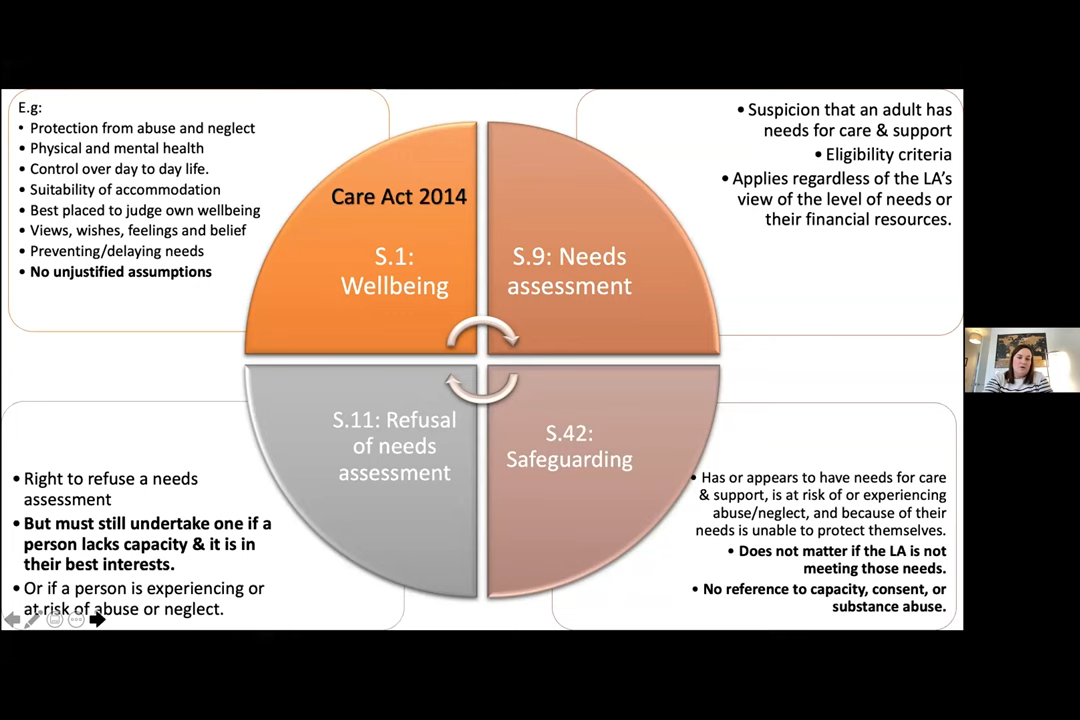 E.g:
• Protection from abuse and neglect
• Physical and mental health
• Control over day to day life.
• Suitability of accommodation
• Best placed to judge own wellbeing
• Views, wishes, feelings and belief
• Preventing/delaying needs
• No unjustified assumptions
• Suspicion that an adult has
needs for care & support
• Eligibility criteria
• Applies regardless of the LA's
view of the level of needs or
their financial resources.
Care Act 2014
S.1:
Wellbeing
S.9: Needs
assessment
S.11: Refusal
of needs
assessment
S.42:
Safeguarding
• Right to refuse a needs
assessment
• But must still undertake one if a
person lacks capacity & it is in
their best interests.
• Or if a person is experiencing or
at risk of abuse or neglect.
• Has or appears to have needs for care
& support, is at risk of or experiencing
abuse/neglect, and because of their
needs is unable to protect themselves.
• Does not matter if the LA is not
meeting those needs.
• No reference to capacity, consent, or
substance abuse.